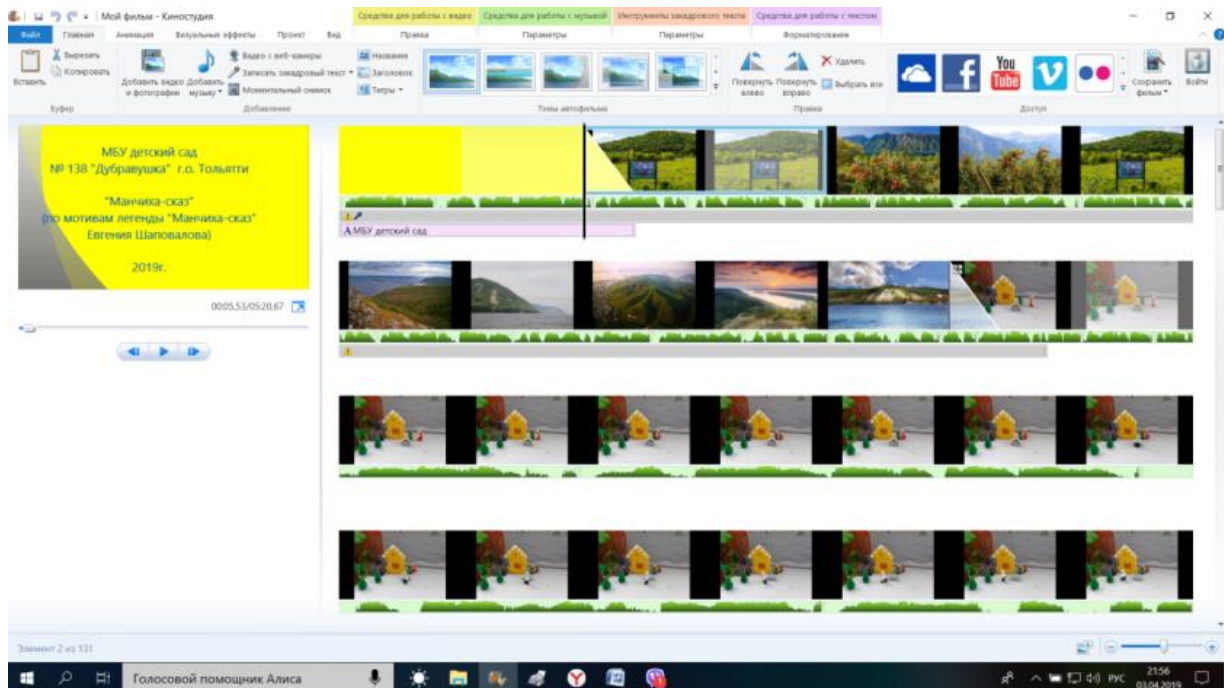 Мой фильм - Киностудия
Средства для работы с видео
Средства для работы с музыкой
Инструменты закадрового текста
Средства для работы с текстом
Файл
Главная
Анимация
Визуальные эффекты
Проект
Вид
Правка
Параметры
Параметры
Форматирование
Вставить
Вырезать
Копировать
Буфер
Добавить видео
и фотографии
Добавить
музыку
Видео с веб-камеры
Записать закадровый текст
Моментальный снимок
Название
Заголовок
Титры
Добавление
Темы автофильма
Повернуть
влево
Повернуть
вправо
Удалить
Выбрать все
Правка
You
Tube
Доступ
Сохранить
фильм
Войти
МБУ детский сад
№ 138 "Дубравушка" г.о. Тольятти
"Манчиха-сказ"
(по мотивам легенды "Манчиха-сказ"
Евгения Шаповалова)
2019г.
00:05,53/05:20,67
А МБУ детский сад
Элемент 2 из 131
Голосовой помощник Алиса
РУС
21:56
03.04.2019